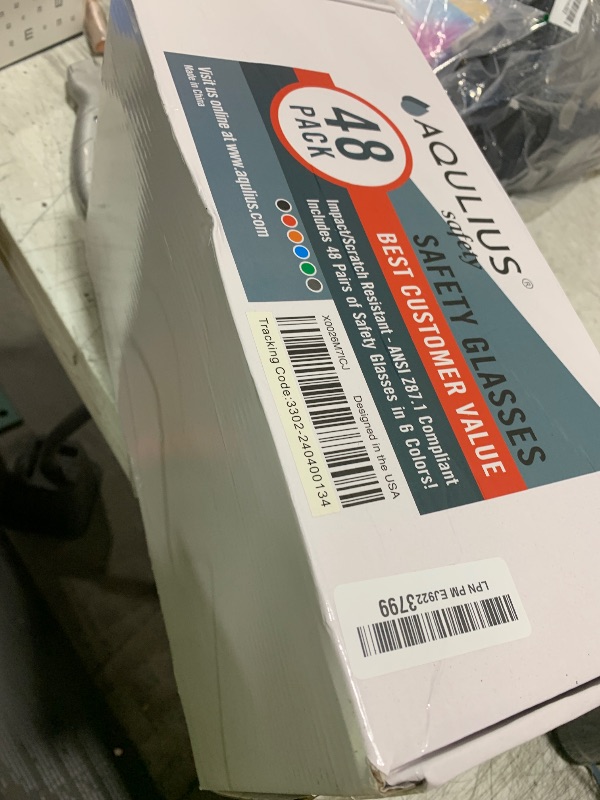 AQULIUS®
safety
SAFETY GLASSES
BEST CUSTOMER VALUE
48
PACK
Impact/Scratch Resistant - ANSI Z87.1 Compliant
Includes 48 Pairs of Safety Glasses in 6 Colors!
Visit us online at www.aqulius.com
Made in China
Designed in the USA
X0026M7ICJ
Tracking Code:3302-240400134
LPN PM EJ9223799